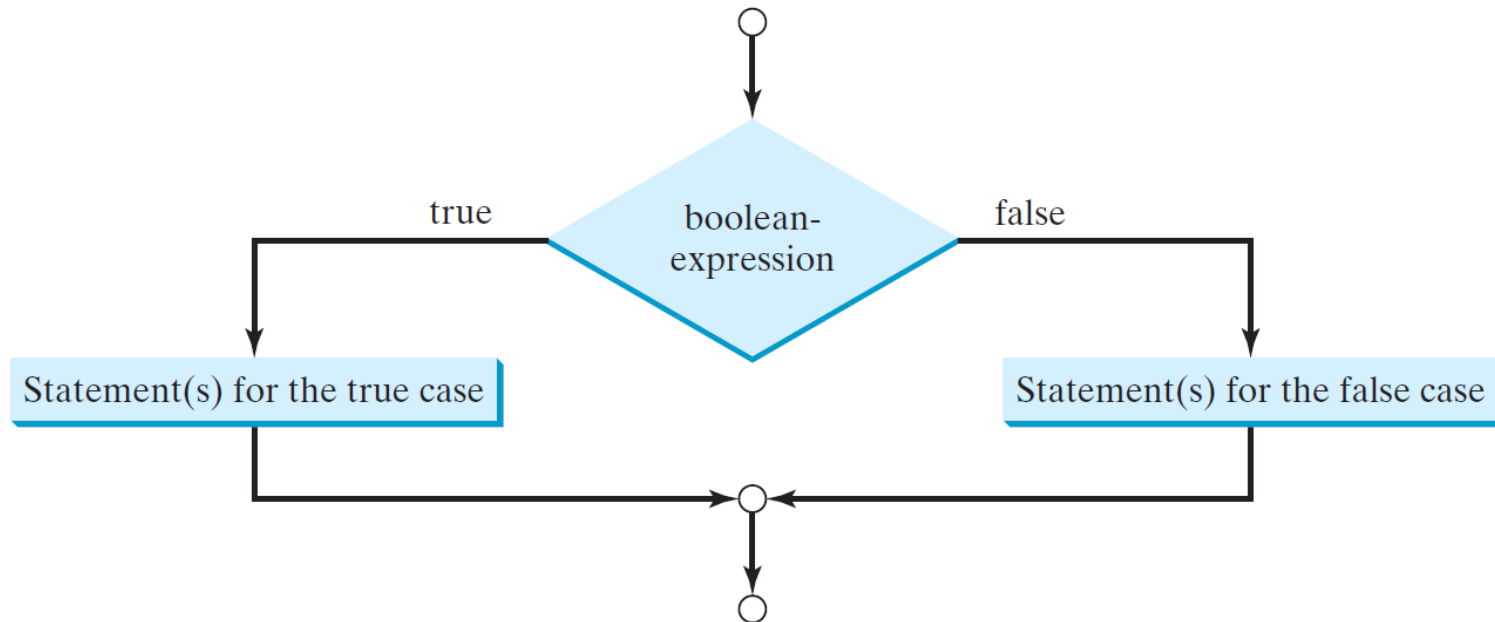 true
boolean-
expression
false
Statement(s) for the true case
Statement(s) for the false case